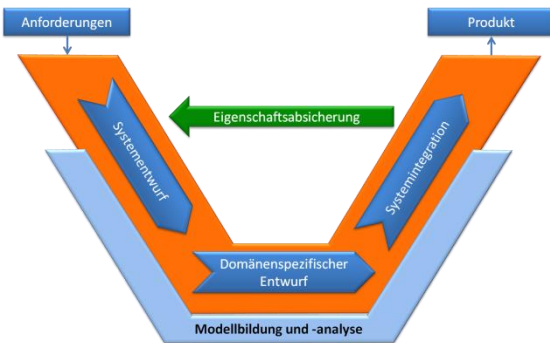 Anforderungen
Produkt
Eigenschaftsabsicherung
Systementwurf
Systemintegration
Domänenspezifischer
Entwurf
Modellbildung und -analyse